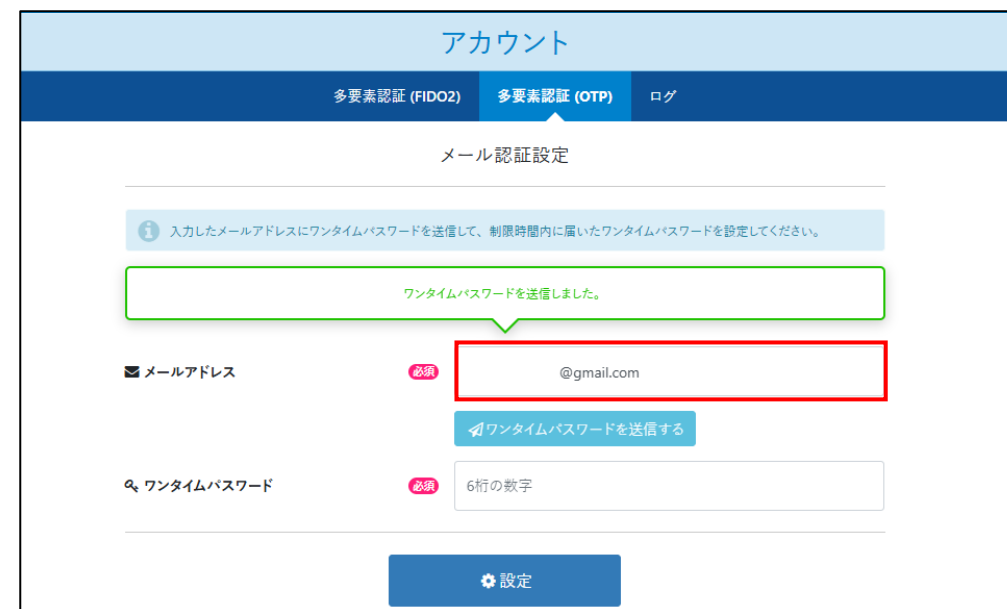 アカウント
多要素認証 (FIDO2) 多要素認証 (OTP) ログ
メール認証設定
入力したメールアドレスにワンタイムパスワードを送信して、制限時間内に届いたワンタイムパスワードを設定してください。
ワンタイムパスワードを送信しました。
メールアドレス 必須 @gmail.com
ワンタイムパスワードを送信する
ワンタイムパスワード 必須 6桁の数字
設定